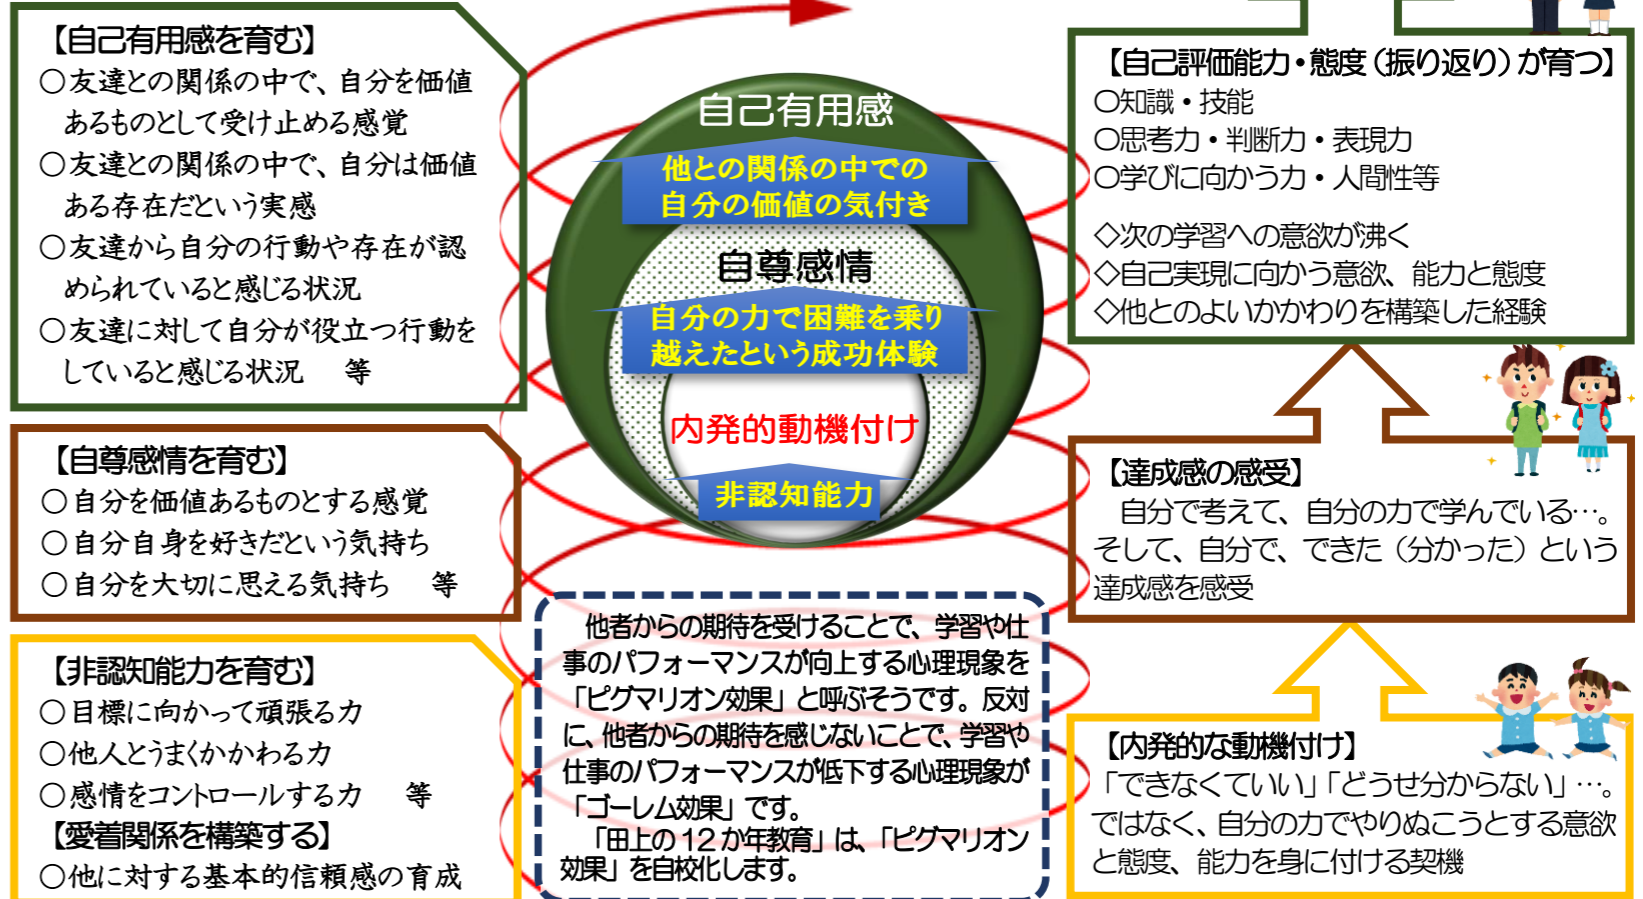 【自己有用感を育む】
○友達との関係の中で、自分を価値
あるものとして受け止める感覚
○友達との関係の中で、自分は価値
ある存在だという実感
○友達から自分の行動や存在が認
められていると感じる状況
○友達に対して自分が役立つ行動を
していると感じる状況　等
【自尊感情を育む】
○自分を価値あるものとする感覚
○自分自身を好きだという気持ち
○自分を大切に思える気持ち　等
【非認知能力を育む】
○目標に向かって頑張る力
○他人とうまくかかわる力
○感情をコントロールする力　等
【愛着関係を構築する】
○他に対する基本的信頼感の育成
自己有用感
他との関係の中での
自分の価値の気付き
自尊感情
自分の力で困難を乗り
越えたという成功体験
内発的動機付け
非認知能力
他者からの期待を受けることで、学習や仕
事のパフォーマンスが向上する心理現象を
「ピグマリオン効果」と呼ぶそうです。反対
に、他者からの期待を感じないことで、学習や
仕事のパフォーマンスが低下する心理現象が
「ゴーレム効果」です。
「田上の12か年教育」は、「ピグマリオン
効果」を自校化します。
【自己評価能力・態度（振り返り）が育つ】
○知識・技能
○思考力・判断力・表現力
○学びに向かう力・人間性等
◇次の学習への意欲が沸く
◇自己実現に向かう意欲、能力と態度
◇他とのよいかかわりを構築した経験
【達成感の感受】
自分で考えて、自分の力で学んでいる…。
そして、自分で、できた（分かった）という
達成感を感受
【内発的な動機付け】
「できなくていい」「どうせ分からない」…。
ではなく、自分の力でやりぬこうとする意欲
と態度、能力を身に付ける契機